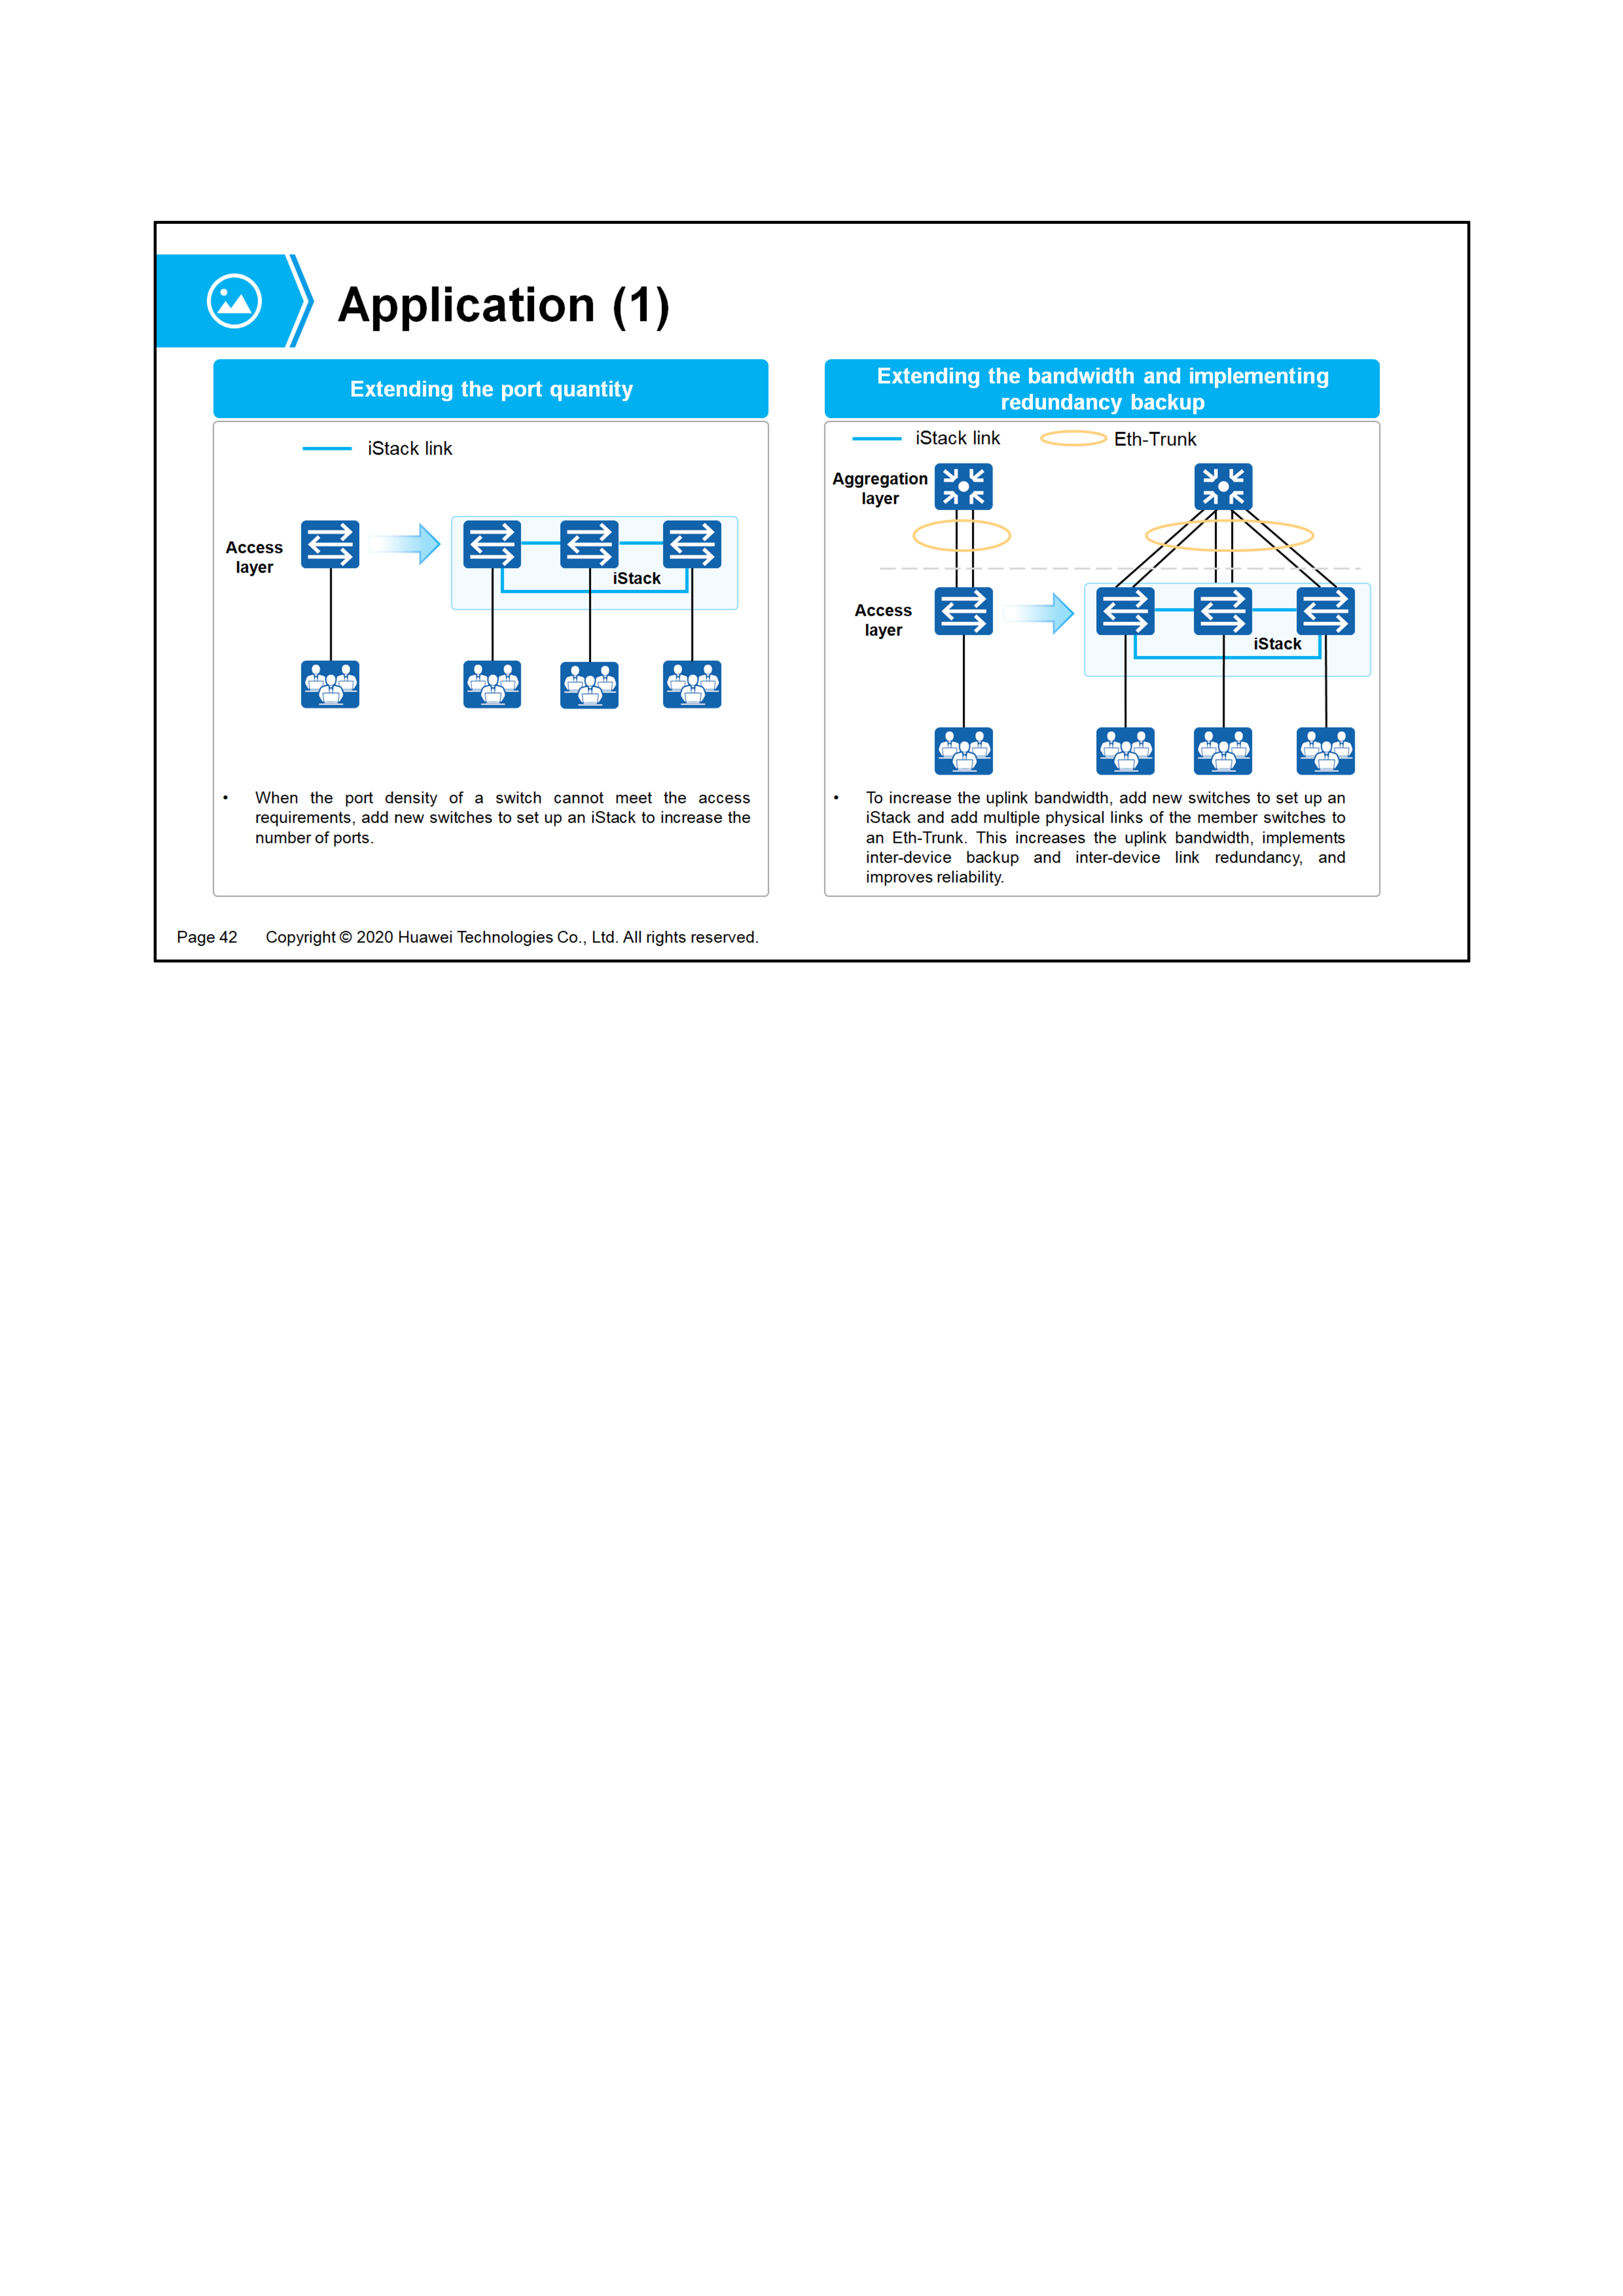 Application (1)
Extending the port quantity
iStack link
Access
layer
iStack
• When the port density of a switch cannot meet the access
requirements, add new switches to set up an iStack to increase the
number of ports.
Extending the bandwidth and implementing
redundancy backup
iStack link
Eth-Trunk
Aggregation
layer
Access
layer
iStack
• To increase the uplink bandwidth, add new switches to set up an
iStack and add multiple physical links of the member switches to
an Eth-Trunk. This increases the uplink bandwidth, implements
inter-device backup and inter-device link redundancy, and
improves reliability.
Page 42 Copyright © 2020 Huawei Technologies Co., Ltd. All rights reserved.